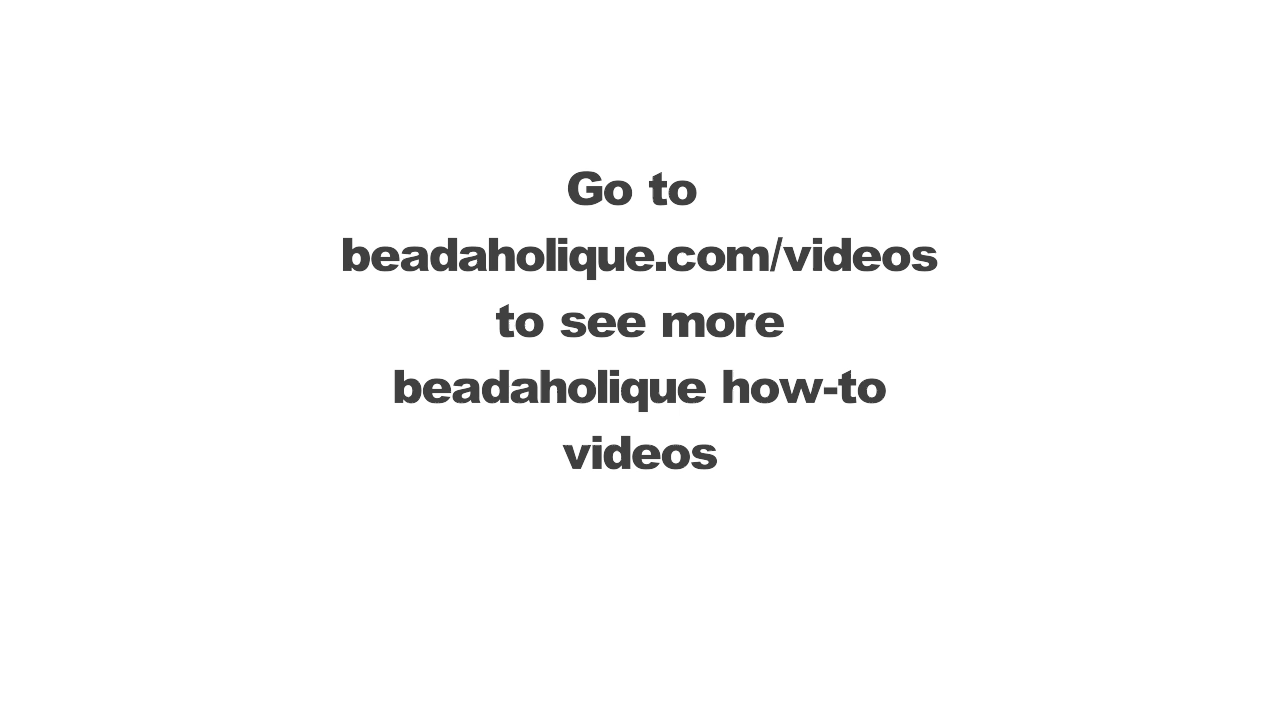 Go to
beadaholique.com/videos
to see more
beadaholique how-to
videos